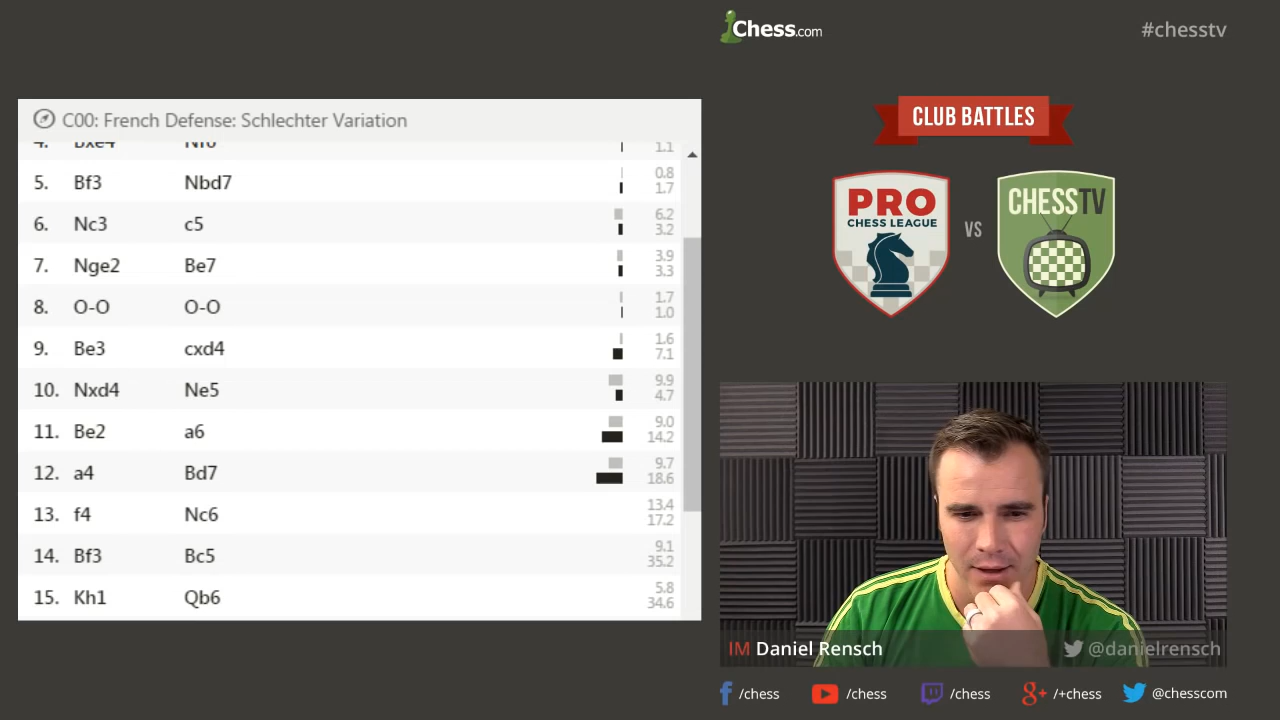 C00: French Defense: Schlechter Variation
4. Bxe4 Nf6 1.1
5. Bf3 Nbd7 0.8 1.7
6. Nc3 c5 6.2 3.2
7. Nge2 Be7 3.9 3.3
8. O-O O-O 1.7 1.0
9. Be3 cxd4 1.6 7.1
10. Nxd4 Ne5 9.9 4.7
11. Be2 a6 9.0 14.2
12. a4 Bd7 9.7 18.6
13. f4 Nc6 13.4 17.2
14. Bf3 Bc5 9.1 35.2
15. Kh1 Qb6 5.8 34.6
Chess.com
#chesstv
CLUB BATTLES
PRO
CHESS LEAGUE
VS
CHESSTV
IM Daniel Rensch
@danielrensch
/chess
/chess
/chess
/+chess
@chesscom